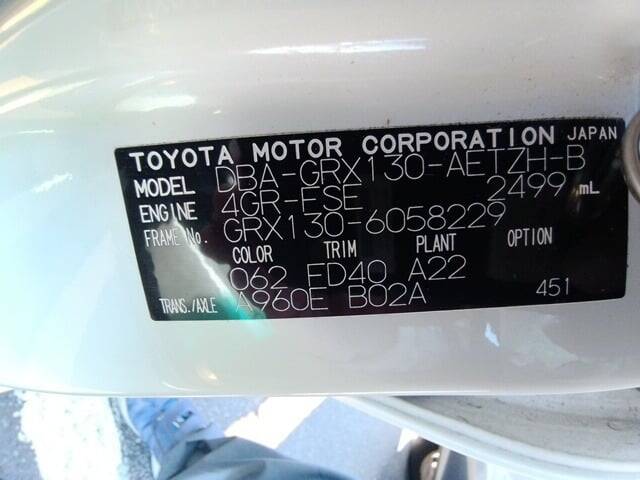 TOYOTA MOTOR CORPORATION JAPAN
MODEL DBA-GRX130-AETZH-B
ENGINE 4GR-FSE 2499 mL
FRAME No. GRX130-6058229
COLOR TRIM PLANT OPTION
062 FD40 A22
TRANS./AXLE A960E B02A 451